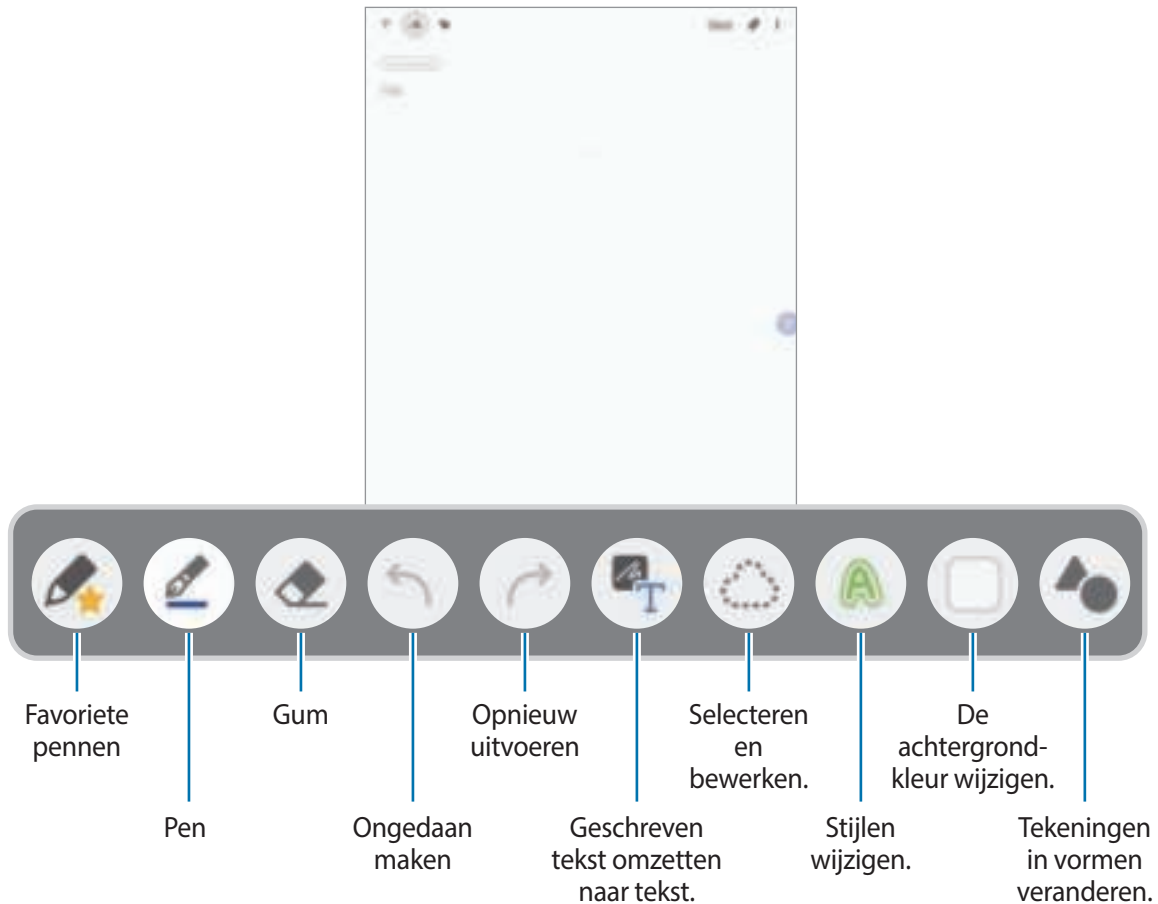 Favoriete
pennen
Gum
Opnieuw
uitvoeren
Selecteren
en
bewerken.
De
achtergrond-
kleur wijzigen.
Pen
Ongedaan
maken
Geschreven
tekst omzetten
naar tekst.
Stijlen
wijzigen.
Tekeningen
in vormen
veranderen.